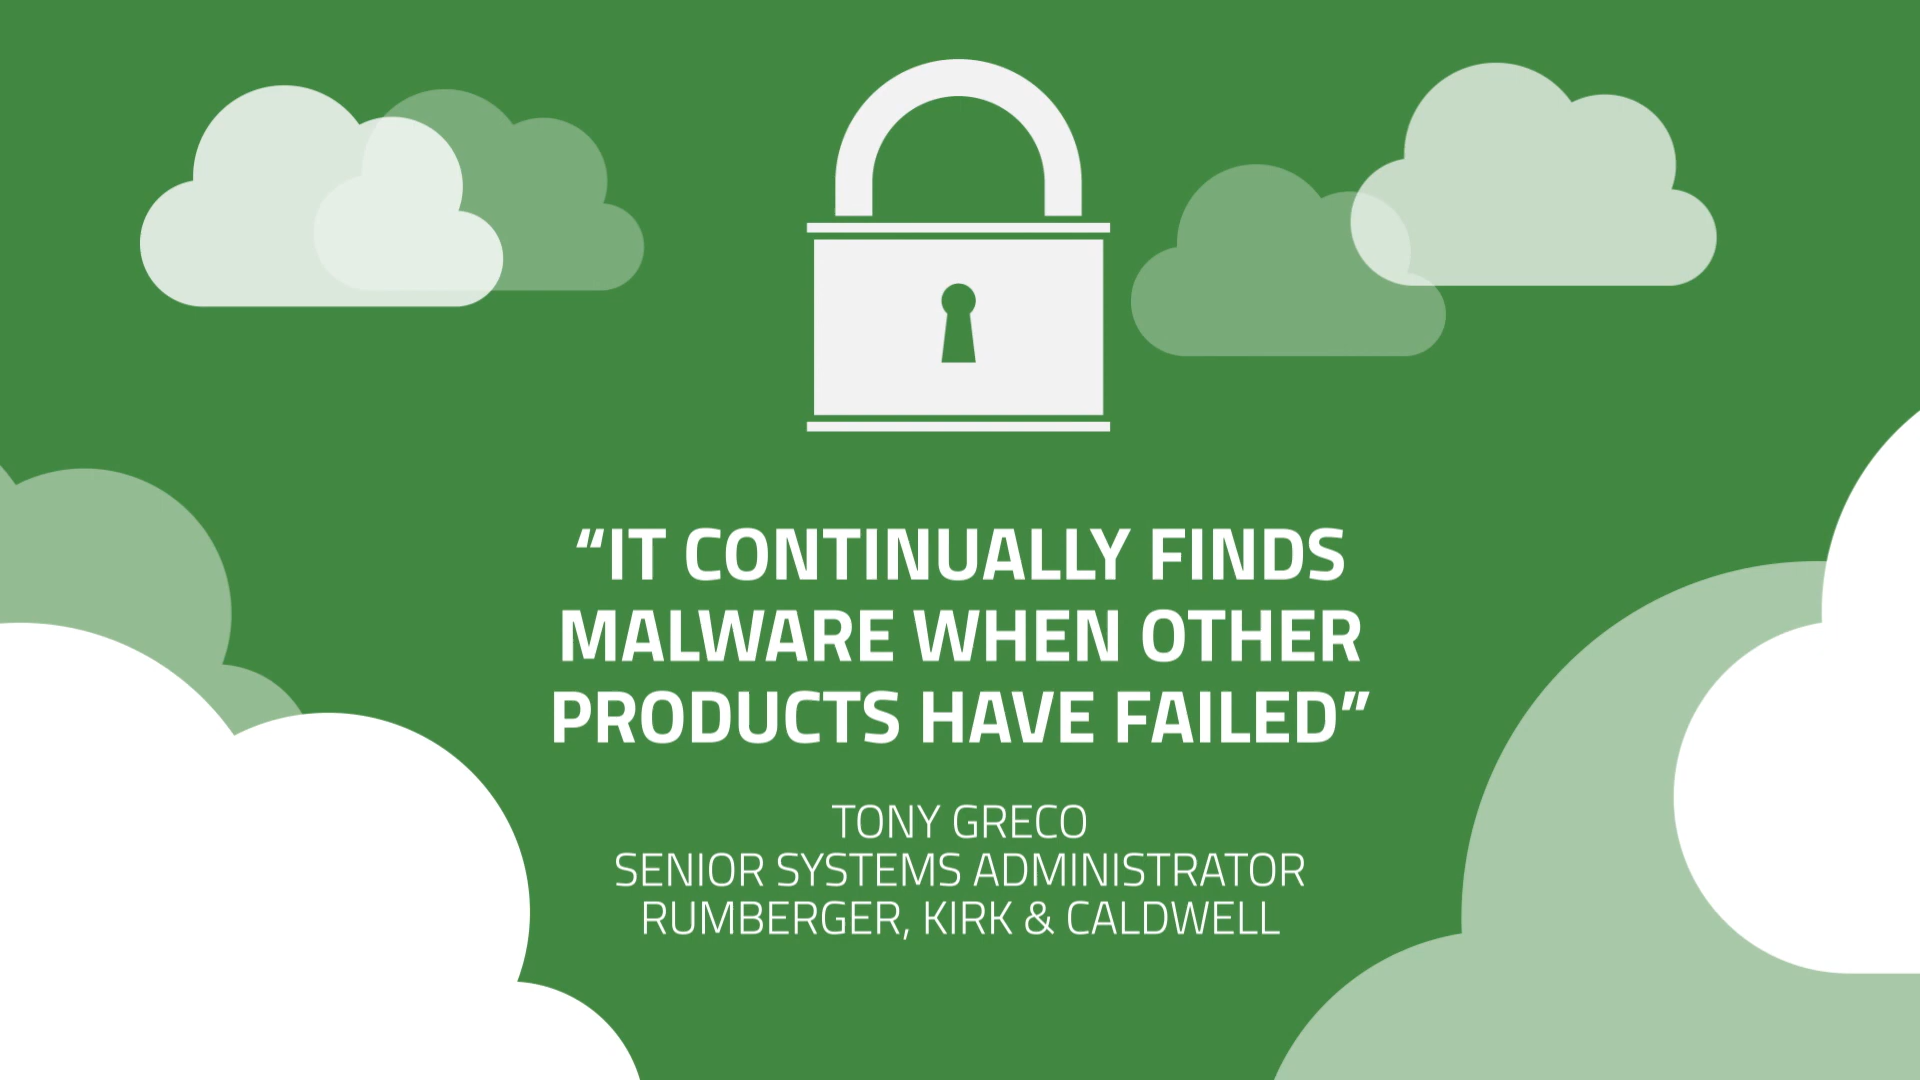 “IT CONTINUALLY FINDS
MALWARE WHEN OTHER
PRODUCTS HAVE FAILED”
TONY GRECO
SENIOR SYSTEMS ADMINISTRATOR
RUMBERGER, KIRK & CALDWELL